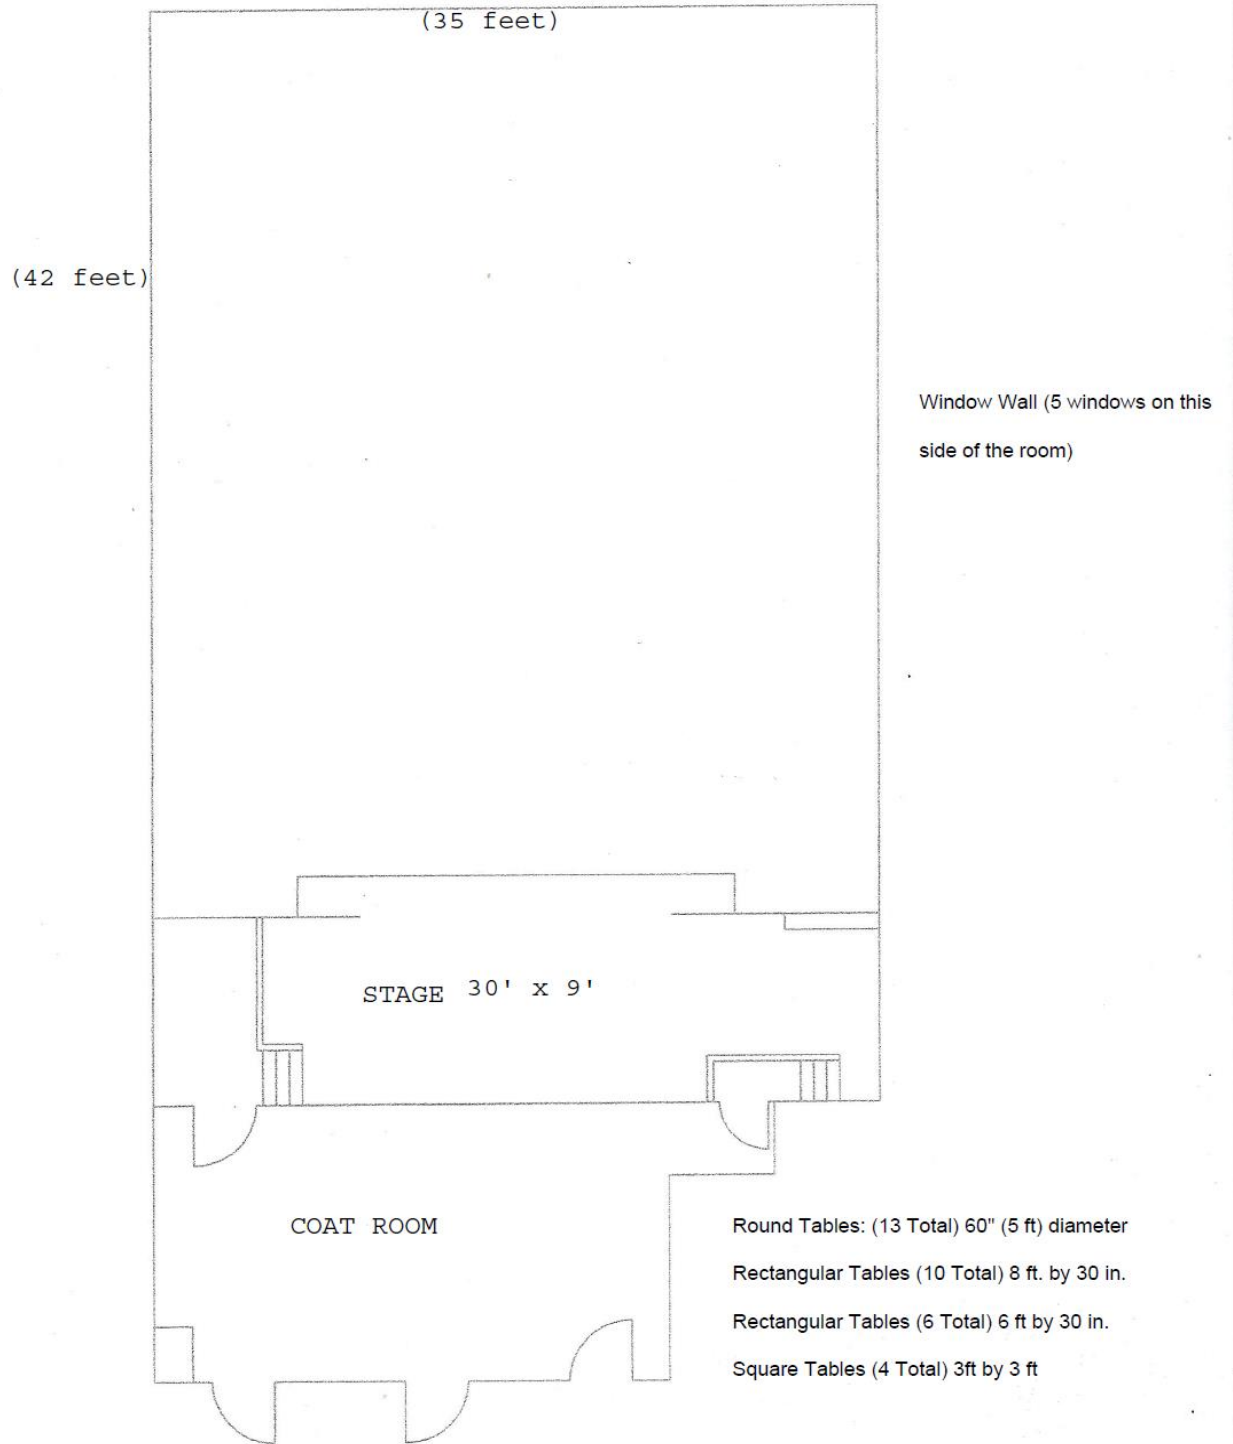 (35 feet)
(42 feet)
Window Wall (5 windows on this
side of the room)
STAGE 30' x 9'
COAT ROOM
Round Tables: (13 Total) 60" (5 ft) diameter
Rectangular Tables (10 Total) 8 ft. by 30 in.
Rectangular Tables (6 Total) 6 ft by 30 in.
Square Tables (4 Total) 3ft by 3 ft